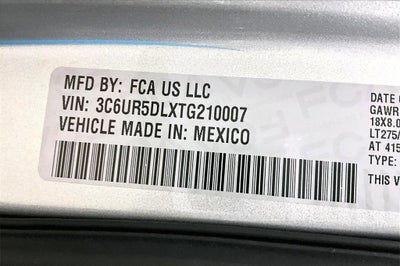 MFD BY: FCA US LLC
VIN: 3C6UR5DLXTG210007
VEHICLE MADE IN: MEXICO
DATE O
GAWR
18X8.0
LT275/
AT 415
TYPE:
THIS V